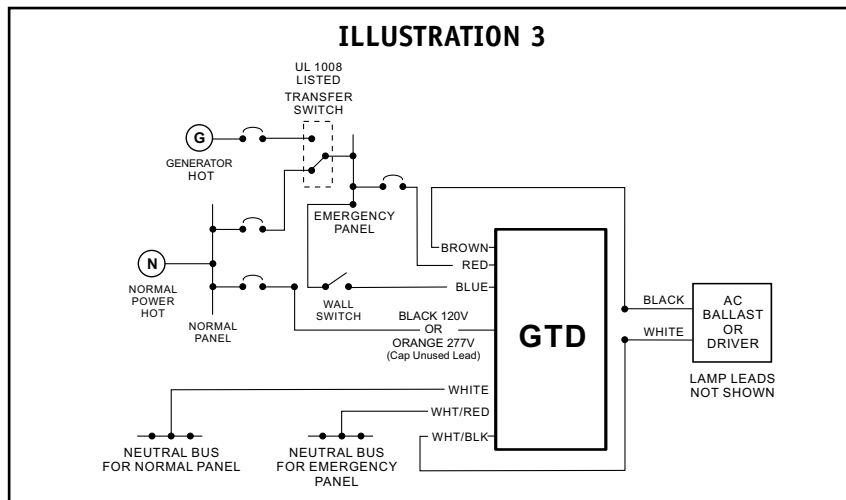 ILLUSTRATION 3
UL 1008
LISTED
TRANSFER
SWITCH
G
GENERATOR
HOT
EMERGENCY
PANEL
BROWN
RED
BLUE
N
NORMAL
POWER
HOT
NORMAL
PANEL
WALL
SWITCH
BLACK 120V
OR
ORANGE 277V
(Cap Unused Lead)
GTD
BLACK
WHITE
AC
BALLAST
OR
DRIVER
LAMP LEADS
NOT SHOWN
WHITE
WHT/RED
WHT/BLK
NEUTRAL BUS
FOR NORMAL PANEL
NEUTRAL BUS
FOR EMERGENCY
PANEL